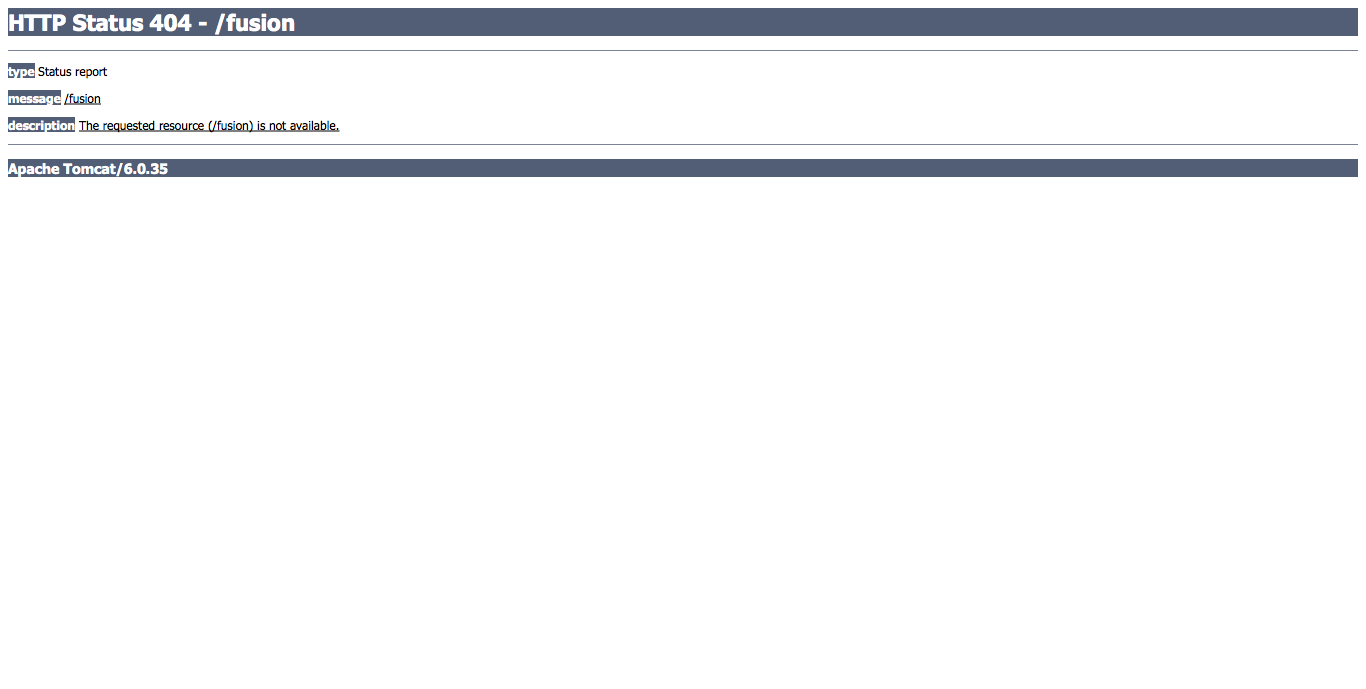 HTTP Status 404 - /fusion
type Status report
message /fusion
description The requested resource (/fusion) is not available.
Apache Tomcat/6.0.35